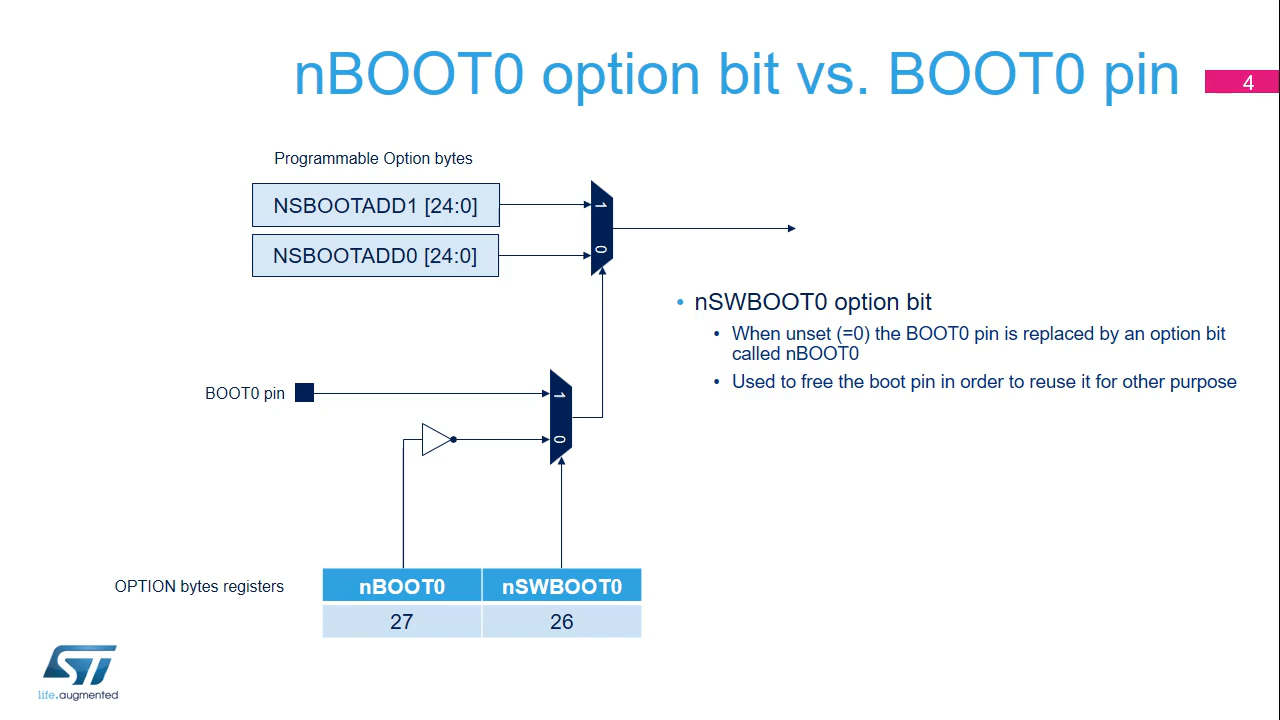 nBOOT0 option bit vs. BOOT0 pin
4
Programmable Option bytes
NSBOOTADD1 [24:0]
NSBOOTADD0 [24:0]
1
0
• nSWBOOT0 option bit
• When unset (=0) the BOOT0 pin is replaced by an option bit
called nBOOT0
• Used to free the boot pin in order to reuse it for other purpose
BOOT0 pin
1
0
OPTION bytes registers
nBOOT0 nSWBOOT0
27 26
ST
life.augmented